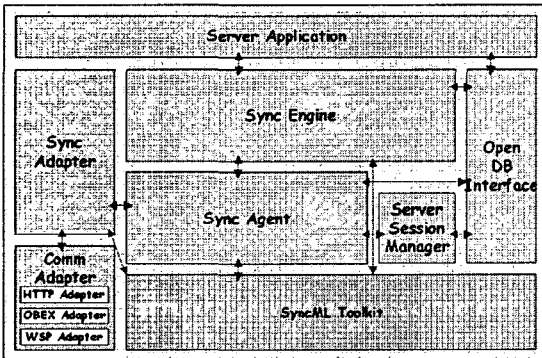 Server Application
Sync
Adapter
Sync Engine
Open
DB
Interface
Sync Agent
Server
Session
Manager
Comm
Adapter
HTTP Adapter
OBEX Adapter
WSP Adapter
SyncML Toolkit